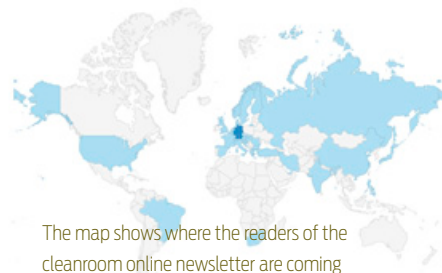 The map shows where the readers of the
cleanroom online newsletter are coming